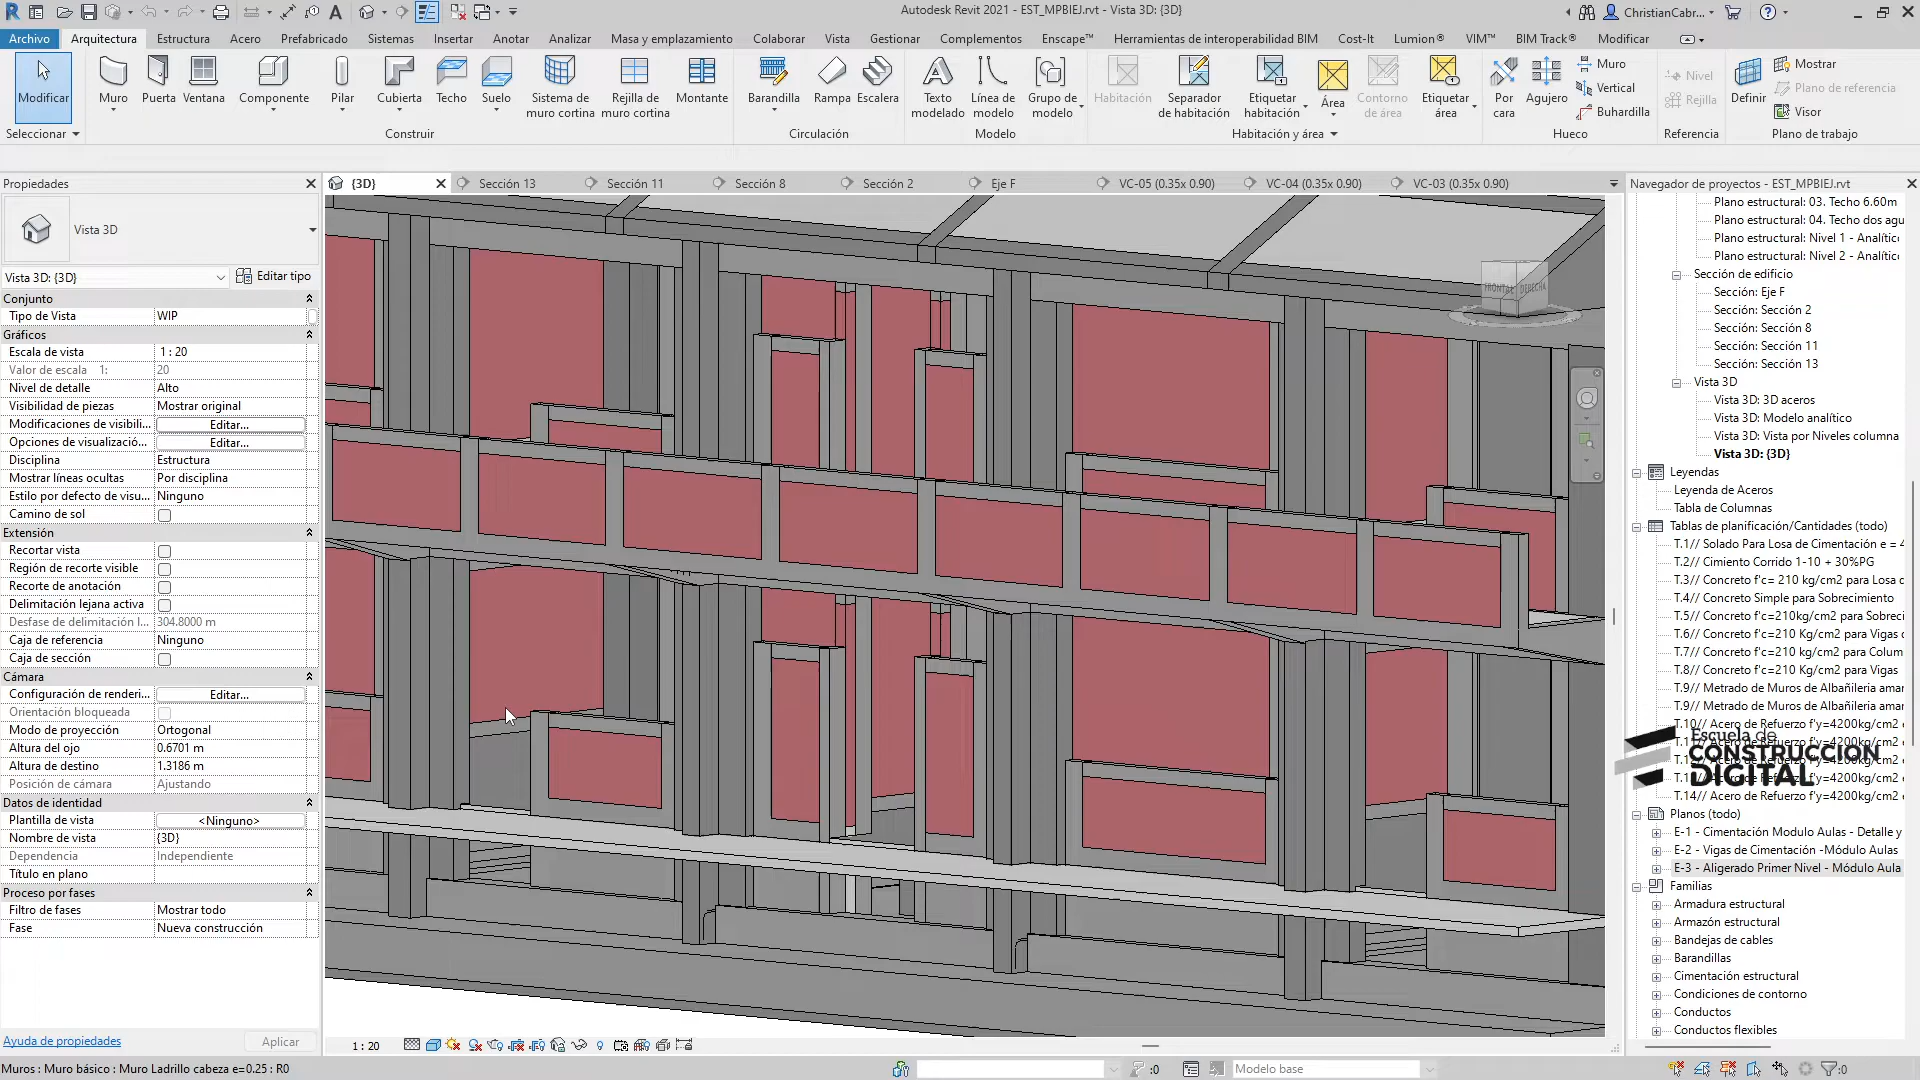 Autodesk Revit 2021 - EST_MPBIEJ.rvt - Vista 3D: {3D}
ChristianCabr...
Archivo Arquitectura Estructura Acero Prefabricado Sistemas Insertar Anotar Analizar Masa y emplazamiento Colaborar Vista Gestionar Complementos Enscape™ Herramientas de interoperabilidad BIM Cost-It Lumion® VIM™ BIM Track® Modificar
Modificar
Muro
Puerta
Ventana
Componente
Pilar
Cubierta
Techo
Suelo
Sistema de
muro cortina
Rejilla de
muro cortina
Montante
Barandilla
Rampa
Escalera
Texto
modelado
Línea de
modelo
Grupo de
modelo
Habitación
Separador
de habitación
Etiquetar
habitación
Área
Contorno
de área
Etiquetar
área
Por
cara
Agujero
Muro
Vertical
Buhardilla
Nivel
Rejilla
Definir
Mostrar
Plano de referencia
Visor
Seleccionar
Construir
Circulación
Modelo
Habitación y área
Hueco
Referencia
Plano de trabajo
Propiedades
{3D}
Sección 13
Sección 11
Sección 8
Sección 2
Eje F
VC-05 (0.35x 0.90)
VC-04 (0.35x 0.90)
VC-03 (0.35x 0.90)
Navegador de proyectos - EST_MPBIEJ.rvt
Vista 3D
Vista 3D: {3D}
Editar tipo
Conjunto
Tipo de Vista WIP
Gráficos
Escala de vista 1 : 20
Valor de escala 1: 20
Nivel de detalle Alto
Visibilidad de piezas Mostrar original
Modificaciones de visibili... Editar...
Opciones de visualizació... Editar...
Disciplina Estructura
Mostrar líneas ocultas Por disciplina
Estilo por defecto de visu... Ninguno
Camino de sol
Extensión
Recortar vista
Región de recorte visible
Recorte de anotación
Delimitación lejana activa
Desfase de delimitación l... 304.8000 m
Caja de referencia Ninguno
Caja de sección
Cámara
Configuración de renderi... Editar...
Orientación bloqueada
Modo de proyección Ortogonal
Altura del ojo 0.6701 m
Altura de destino 1.3186 m
Posición de cámara Ajustando
Datos de identidad
Plantilla de vista <Ninguno>
Nombre de vista {3D}
Dependencia Independiente
Título en plano
Proceso por fases
Filtro de fases Mostrar todo
Fase Nueva construcción
Ayuda de propiedades
Aplicar
FRONTAL DERECHA
Plano estructural: 03. Techo 6.60m
Plano estructural: 04. Techo dos agu
Plano estructural: Nivel 1 - Analític
Plano estructural: Nivel 2 - Analític
Sección de edificio
Sección: Eje F
Sección: Sección 2
Sección: Sección 8
Sección: Sección 11
Sección: Sección 13
Vista 3D
Vista 3D: 3D aceros
Vista 3D: Modelo analítico
Vista 3D: Vista por Niveles columna
Vista 3D: {3D}
Leyendas
Leyenda de Aceros
Tabla de Columnas
Tablas de planificación/Cantidades (todo)
T.1// Solado Para Losa de Cimentación e = 4
T.2// Cimiento Corrido 1-10 + 30%PG
T.3// Concreto f'c= 210 kg/cm2 para Losa c
T.4// Concreto Simple para Sobrecimiento
T.5// Concreto f'c=210kg/cm2 para Sobreci
T.6// Concreto f'c=210 Kg/cm2 para Vigas c
T.7// Concreto f'c=210 kg/cm2 para Colum
T.8// Concreto f'c=210 Kg/cm2 para Vigas
T.9// Metrado de Muros de Albañileria amar
T.9// Metrado de Muros de Albañileria amar
T.10// Acero de Refuerzo f'y=4200kg/cm2
Acero de Refuerzo f'y=4200kg/cm2
T.14// Acero de Refuerzo f'y=4200kg/cm2
Escuela de
CONSTRUCCION
DIGITAL
Planos (todo)
E-1 - Cimentación Modulo Aulas - Detalle y
E-2 - Vigas de Cimentación -Módulo Aulas
E-3 - Aligerado Primer Nivel - Módulo Aula
Familias
Armadura estructural
Armazón estructural
Bandejas de cables
Barandillas
Cimentación estructural
Condiciones de contorno
Conductos
Conductos flexibles
1 : 20
Muros : Muro básico : Muro Ladrillo cabeza e=0.25 : R0
:0
Modelo base
:0